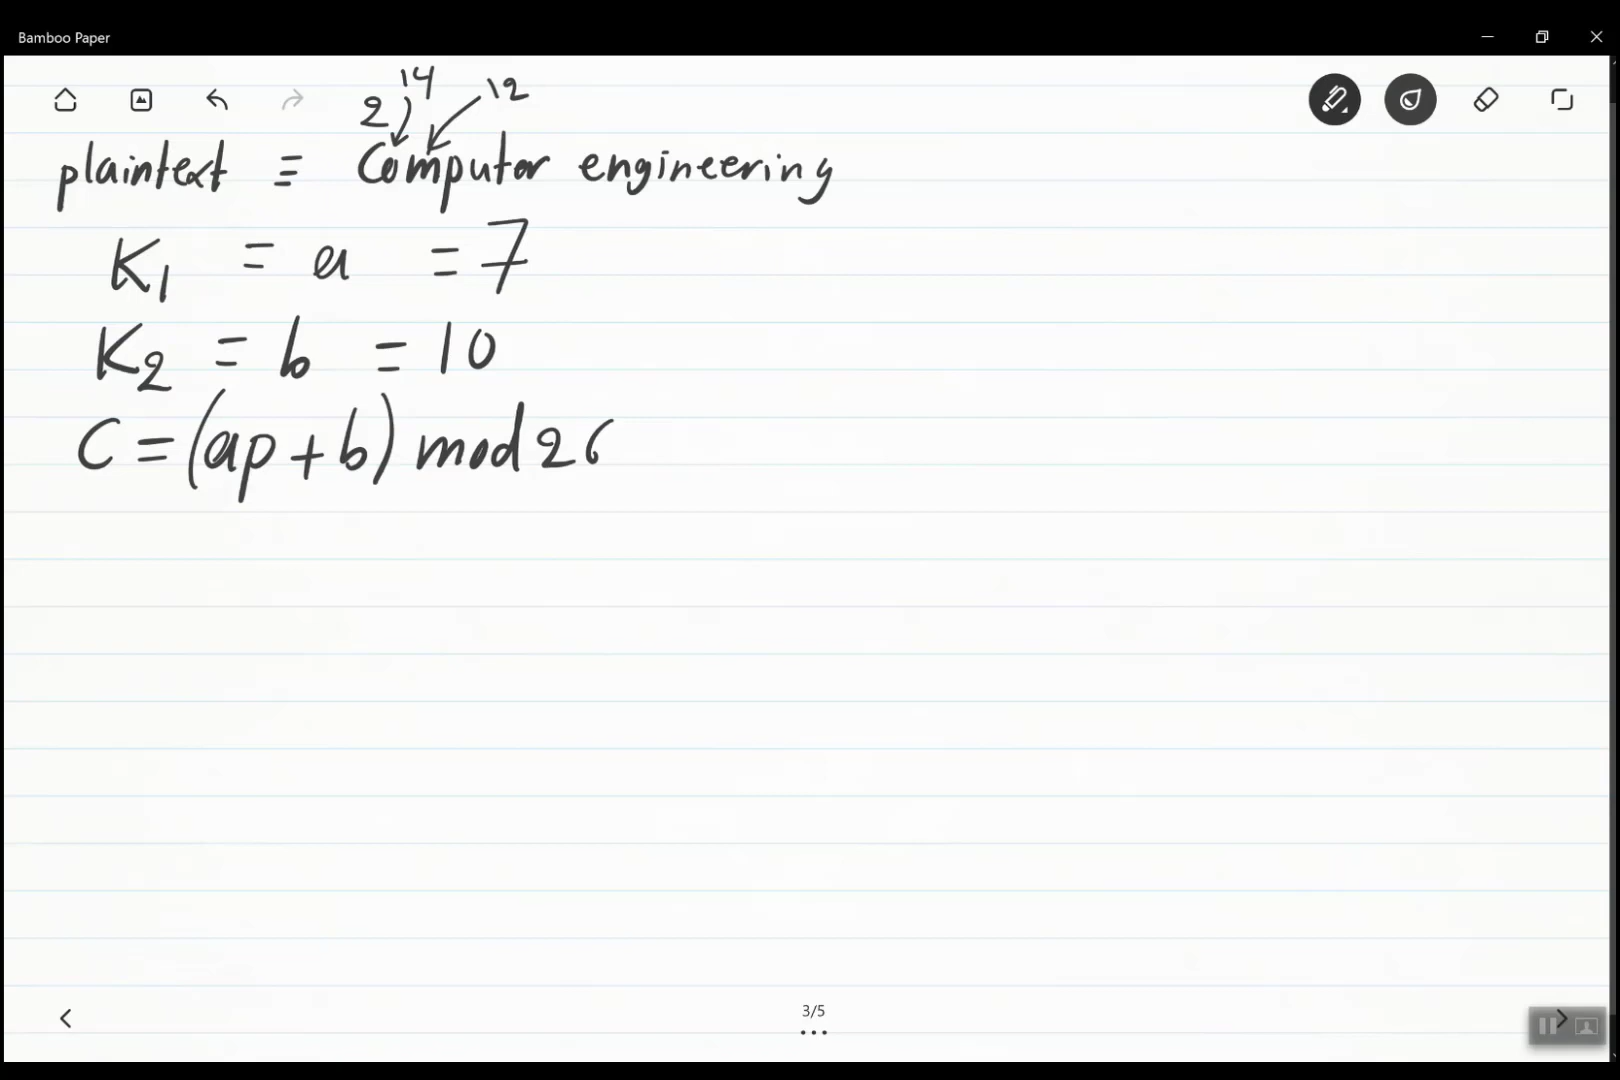 Bamboo Paper
14
2
12
plaintext ≡ Computer engineering
K1 = a = 7
K2 = b = 10
C = (ap + b) mod 26
3/5